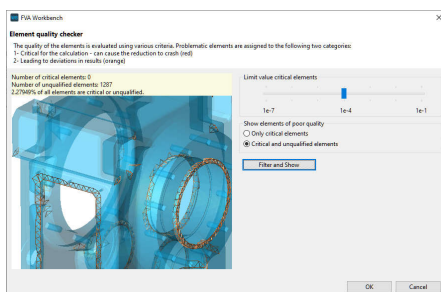 FVA Workbench
Element quality checker
The quality of the elements is evaluated using various criteria. Problematic elements are assigned to the following two categories:
1- Critical for the calculation - can cause the reduction to crash (red)
2- Leading to deviations in results (orange)
Number of critical elements: 0
Number of unqualified elements: 1287
2.27949% of all elements are critical or unqualified.
Limit value critical elements
1e-7 1e-4 1e-1
Show elements of poor quality
Only critical elements
Critical and unqualified elements
Filter and Show
OK Cancel